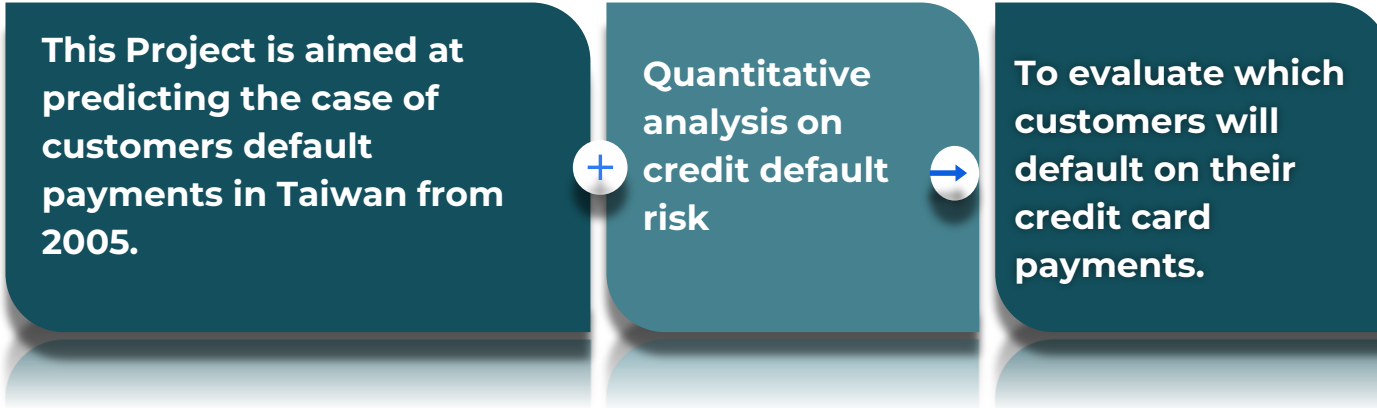 This Project is aimed at
predicting the case of
customers default
payments in Taiwan from
2005.
+
Quantitative
analysis on
credit default
risk
→
To evaluate which
customers will
default on their
credit card
payments.